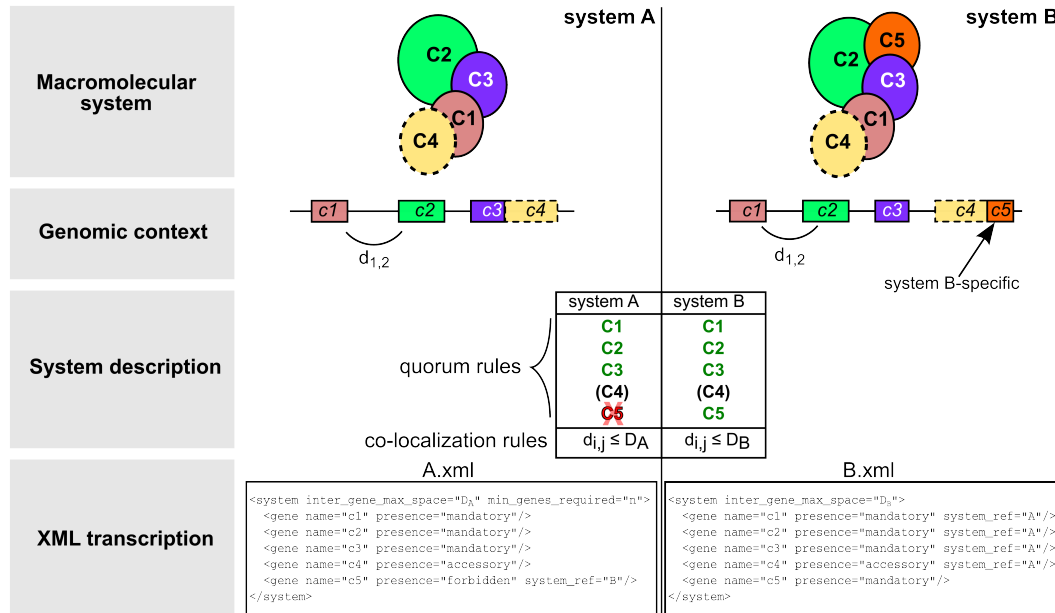 system A
system B
Macromolecular
system
C2
C3
C1
C4
C5
C2
C3
C1
C4
Genomic context
c1
c2
c3
c4
d1,2
c1
c2
c3
c4
c5
d1,2
system B-specific
System description
system A
system B
quorum rules
C1
C1
C2
C2
C3
C3
(C4)
(C4)
C5
X
C5
co-localization rules
di,j ≤ DA
di,j ≤ DB
XML transcription
A.xml
<system inter_gene_max_space="DA" min_genes_required="n">
<gene name="c1" presence="mandatory"/>
<gene name="c2" presence="mandatory"/>
<gene name="c3" presence="mandatory"/>
<gene name="c4" presence="accessory"/>
<gene name="c5" presence="forbidden" system_ref="B"/>
</system>
B.xml
<system inter_gene_max_space="DB">
<gene name="c1" presence="mandatory" system_ref="A"/>
<gene name="c2" presence="mandatory" system_ref="A"/>
<gene name="c3" presence="mandatory" system_ref="A"/>
<gene name="c4" presence="accessory" system_ref="A"/>
<gene name="c5" presence="mandatory"/>
</system>